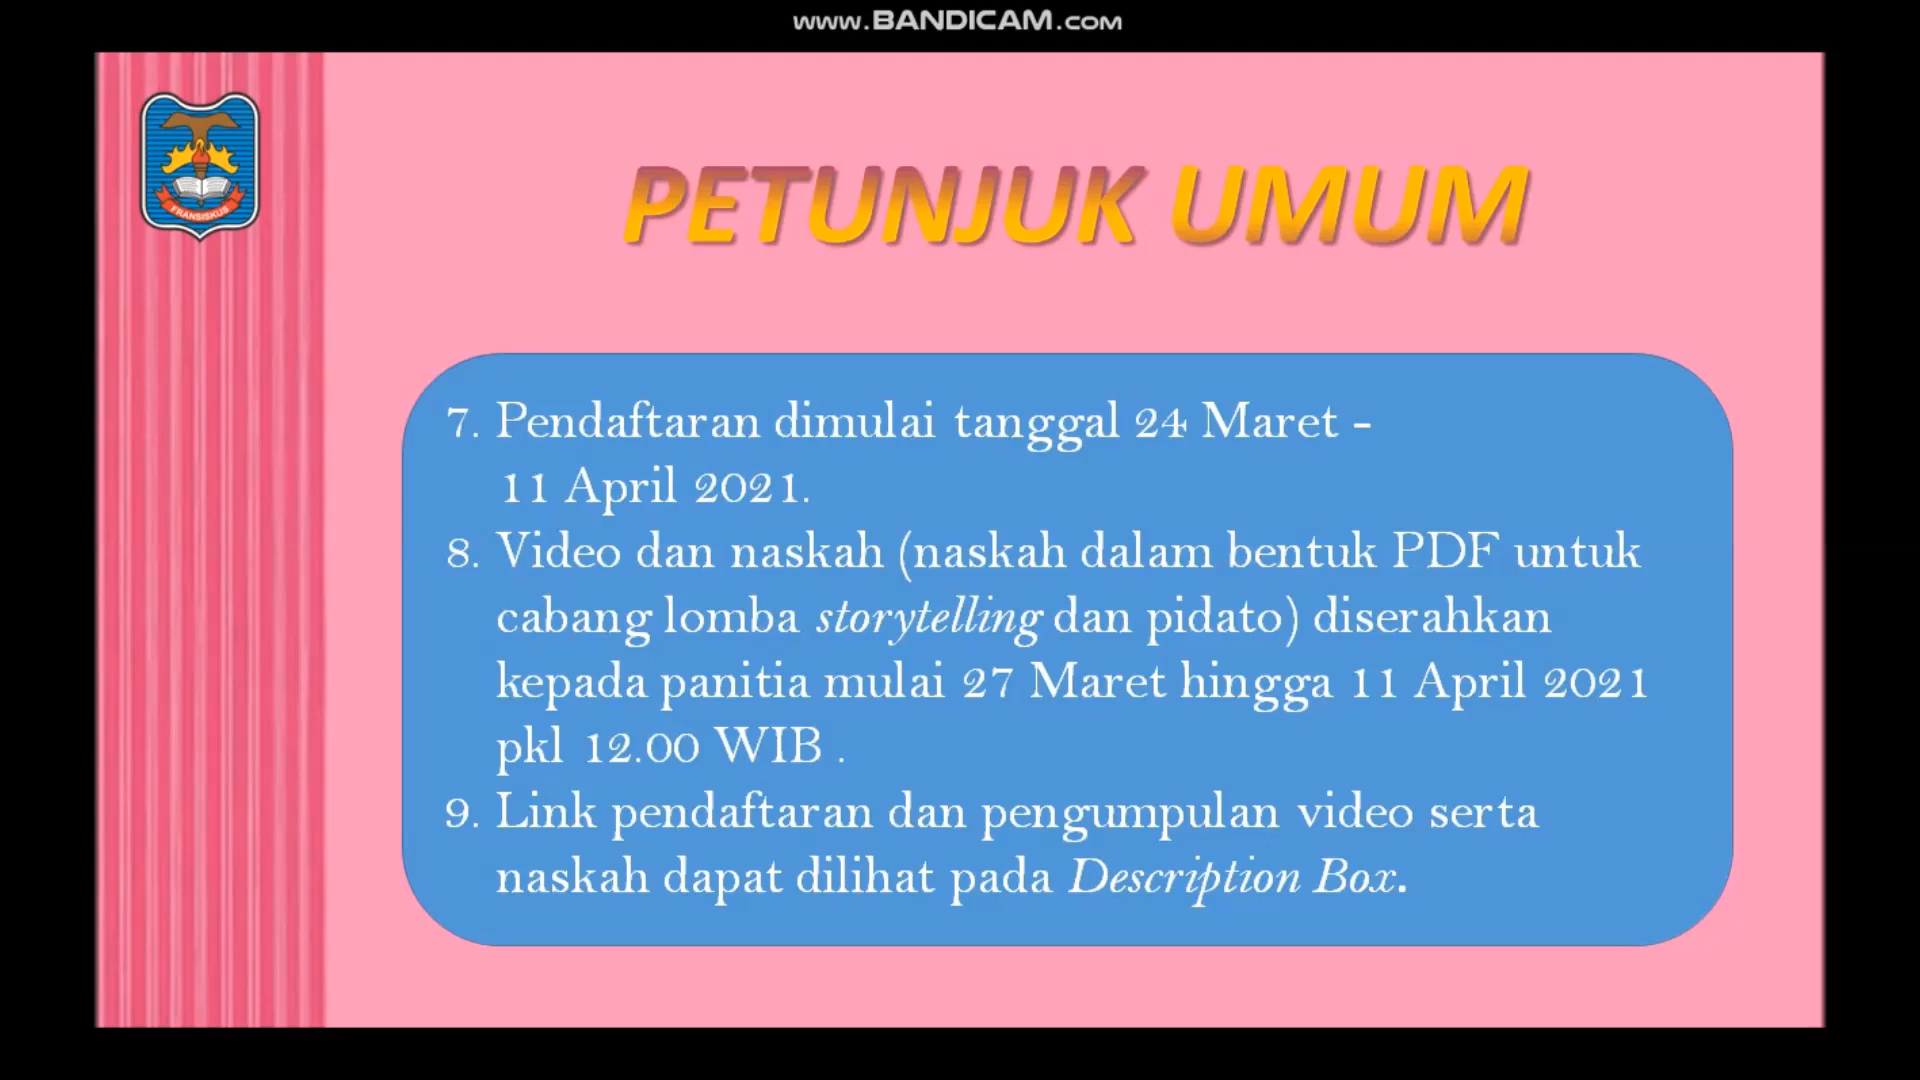 www.BANDICAM.com
FRANSISKUS
PETUNJUK UMUM
7. Pendaftaran dimulai tanggal 24 Maret -
11 April 2021.
8. Video dan naskah (naskah dalam bentuk PDF untuk
cabang lomba storytelling dan pidato) diserahkan
kepada panitia mulai 27 Maret hingga 11 April 2021
pkl 12.00 WIB .
9. Link pendaftaran dan pengumpulan video serta
naskah dapat dilihat pada Description Box.